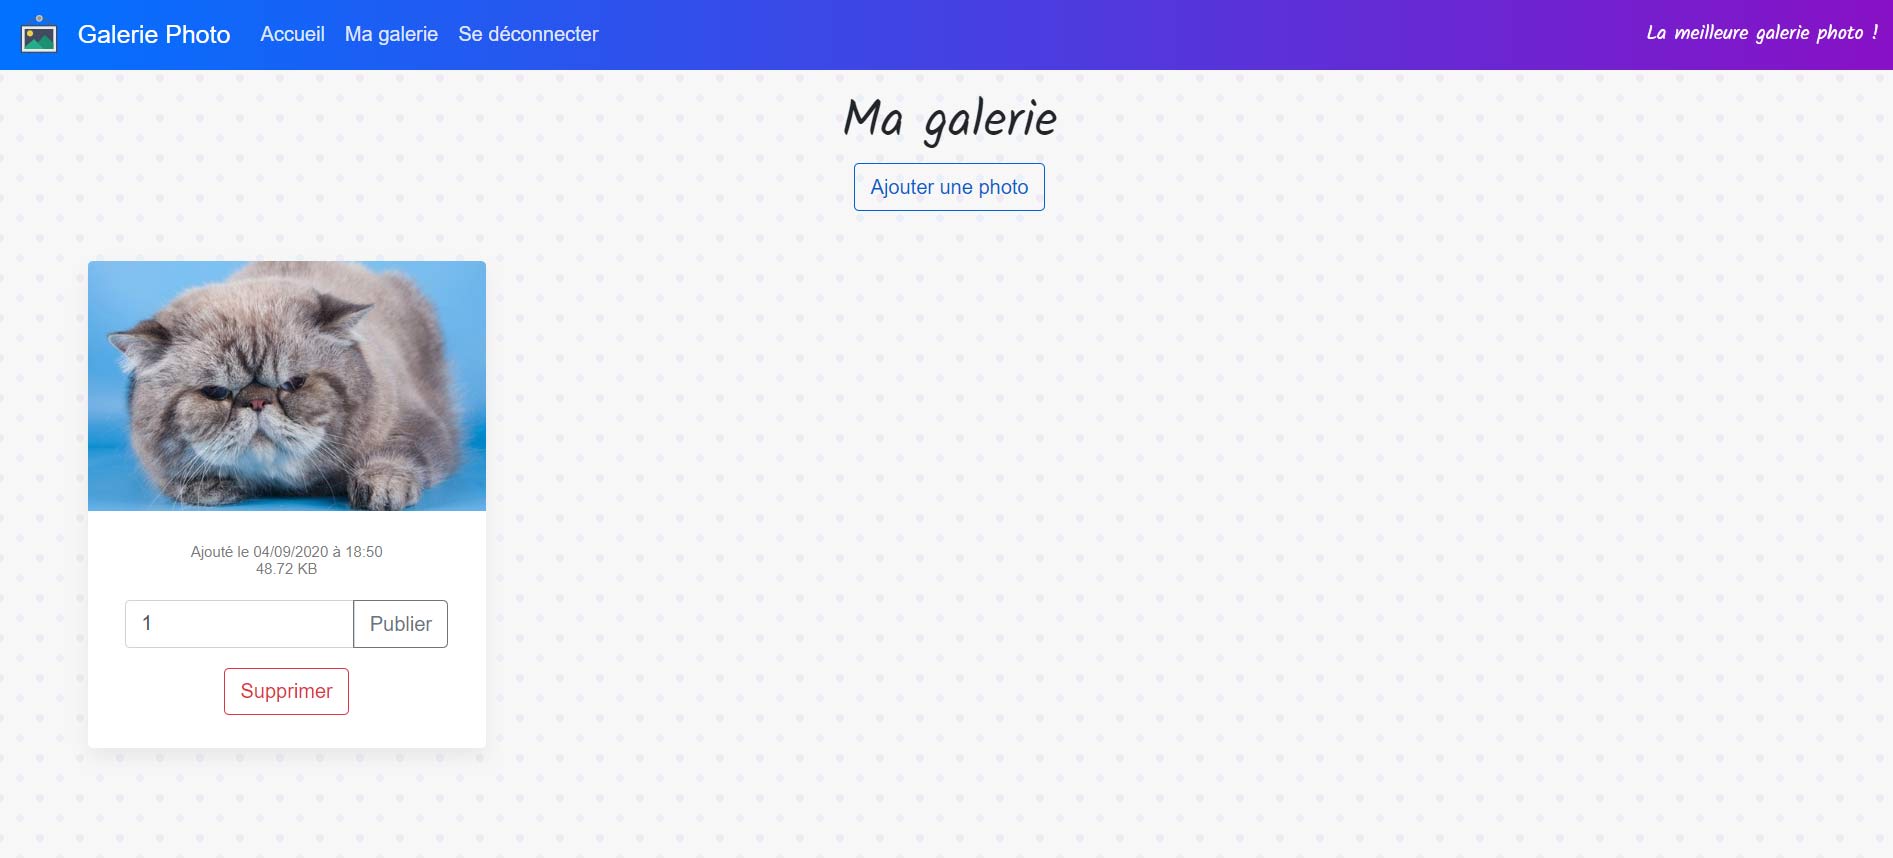 Galerie Photo Accueil Ma galerie Se déconnecter La meilleure galerie photo !
Ma galerie
Ajouter une photo
Ajouté le 04/09/2020 à 18:50
48.72 KB
1 Publier
Supprimer